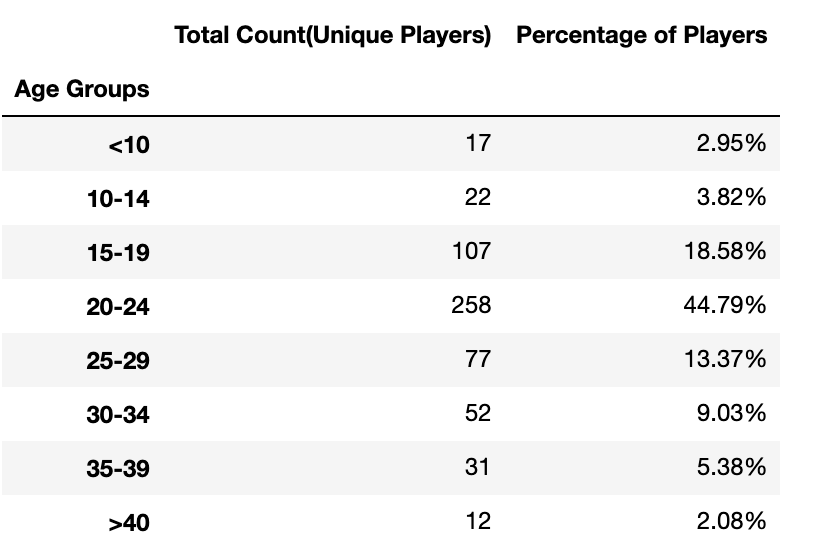 Total Count(Unique Players) Percentage of Players
Age Groups
<10 17 2.95%
10-14 22 3.82%
15-19 107 18.58%
20-24 258 44.79%
25-29 77 13.37%
30-34 52 9.03%
35-39 31 5.38%
>40 12 2.08%